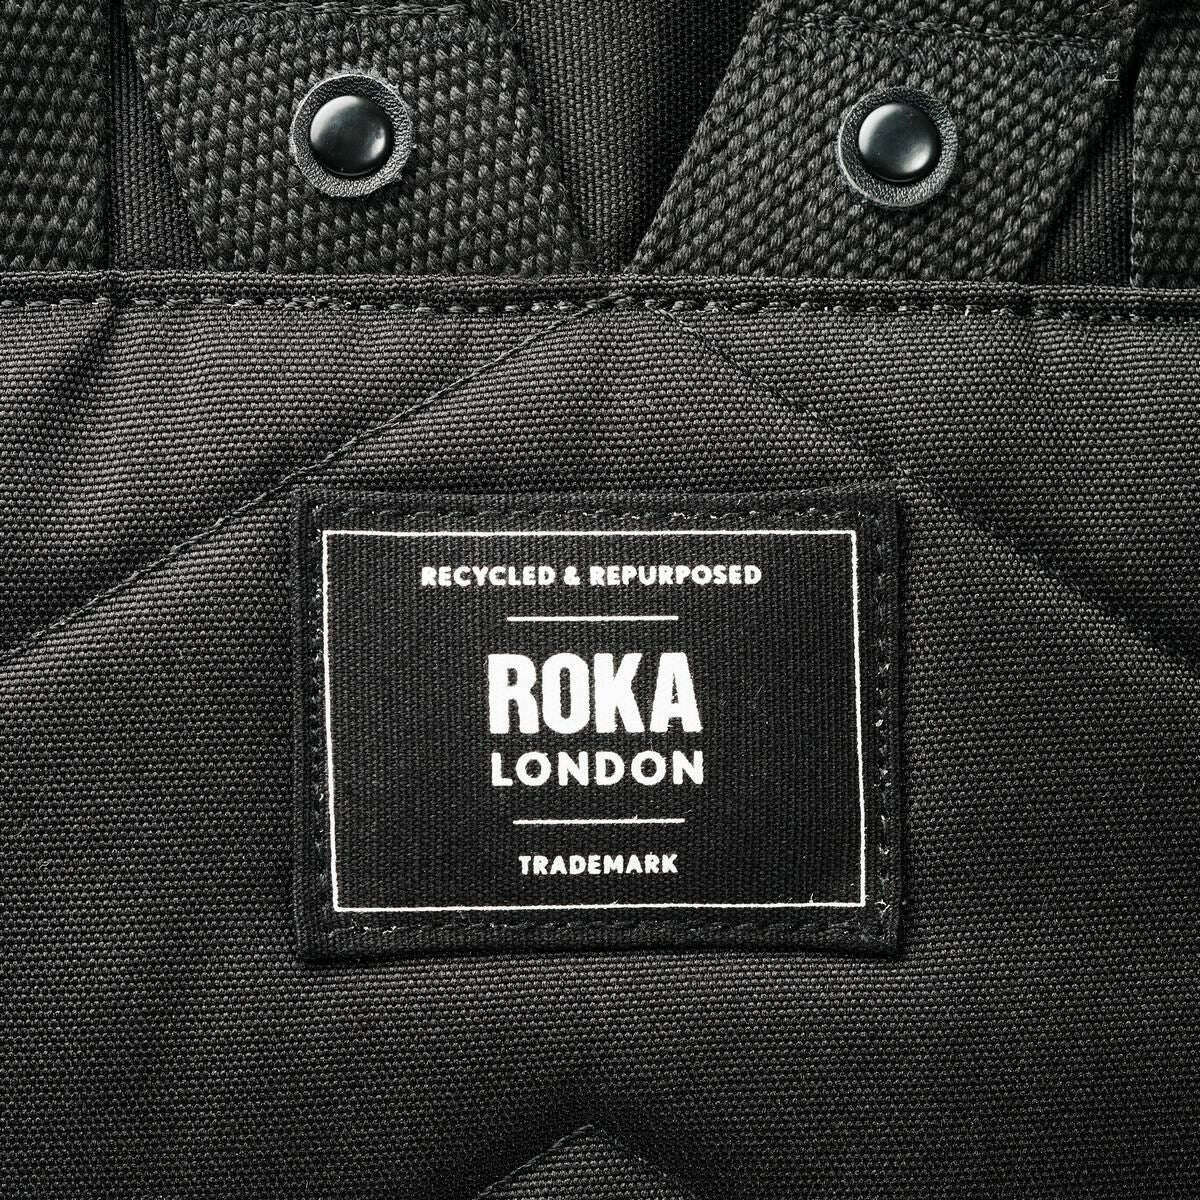 RECYCLED & REPURPOSED
ROKA
LONDON
TRADEMARK